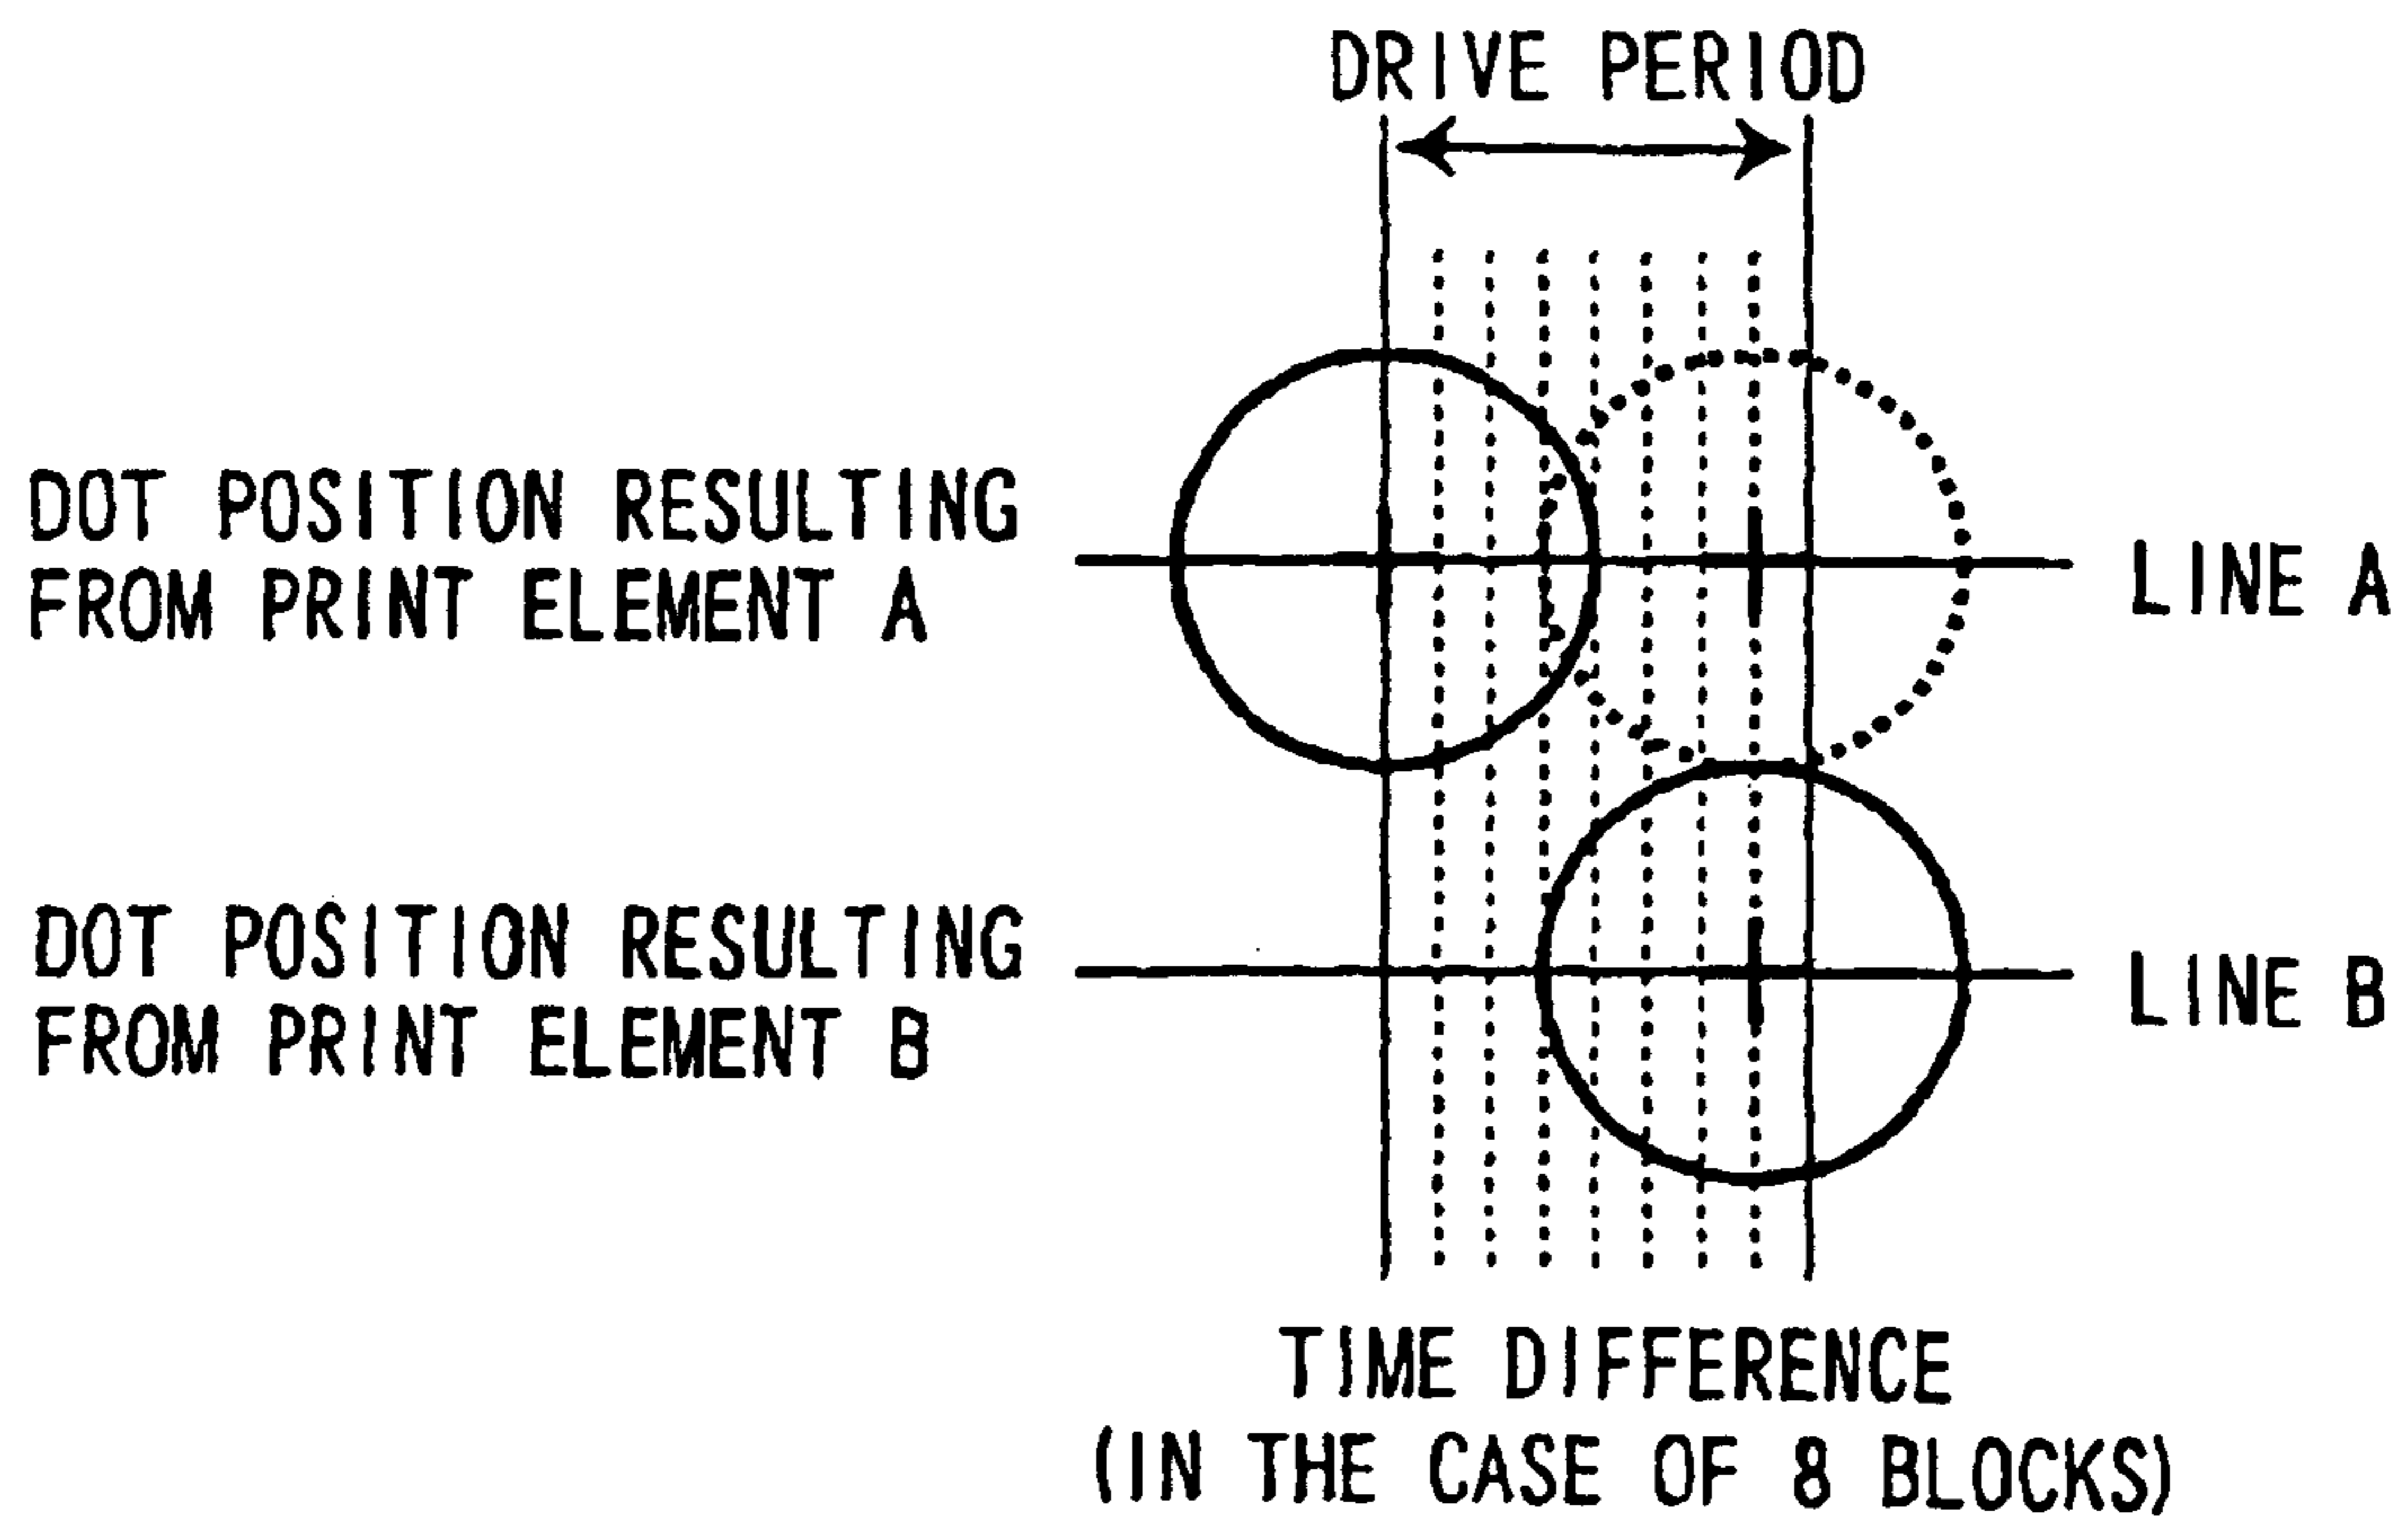 DRIVE PERIOD
DOT POSITION RESULTING
FROM PRINT ELEMENT A
LINE A
DOT POSITION RESULTING
FROM PRINT ELEMENT B
LINE B
TIME DIFFERENCE
(IN THE CASE OF 8 BLOCKS)